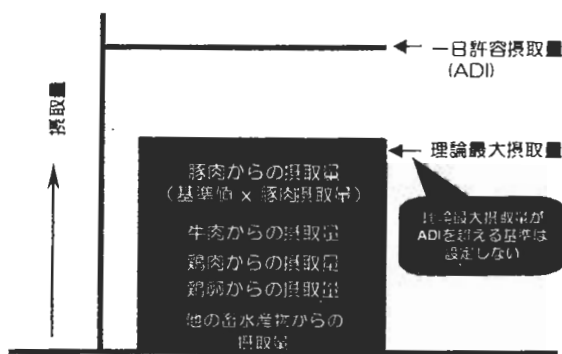 一日許容摂取量
(ADI)
摂取量
理論最大摂取量
豚肉からの摂取量
(基準値 x 豚肉摂取量)
牛肉からの摂取量
鶏肉からの摂取量
鶏卵からの摂取量
他の畜水産物からの
摂取量
理論最大摂取量が
ADIを超える基準は
設定しない